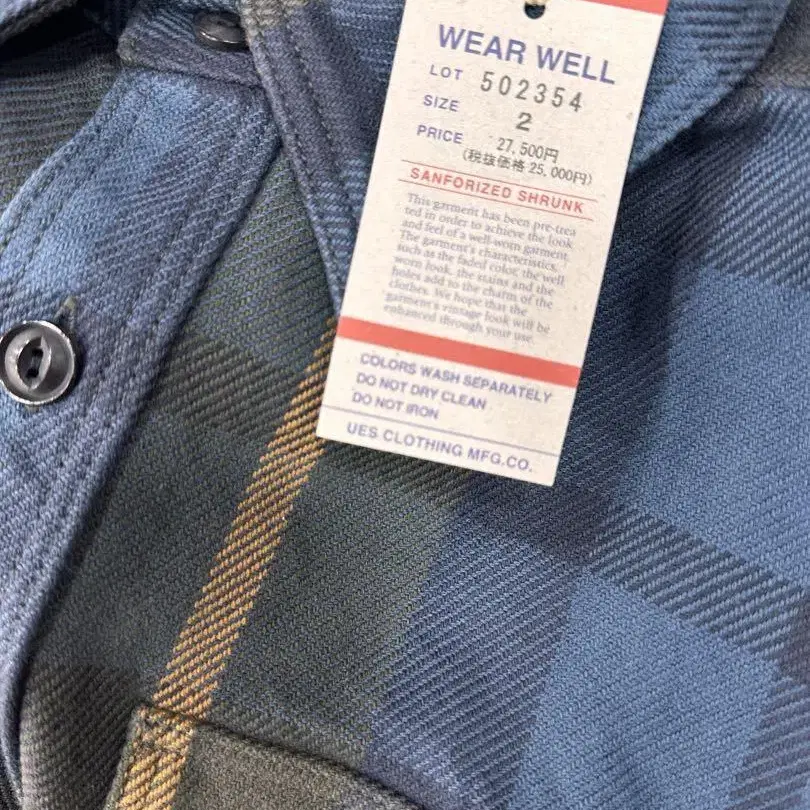 WEAR WELL
LOT 502354
SIZE 2
PRICE 27,500円
(税抜価格 25,000円)
SANFORIZED SHRUNK
This garment has been pre-trea
ted in order to achieve the look
and feel of a well-worn garment.
The garment's characteristics,
such as the faded color, the well
worn look, the stains and the
holes add to the charm of the
clothes. We hope that the
garment's vintage look will be
enhanced through your use.
COLORS WASH SEPARATELY
DO NOT DRY CLEAN
DO NOT IRON
UES CLOTHING MFG.CO.